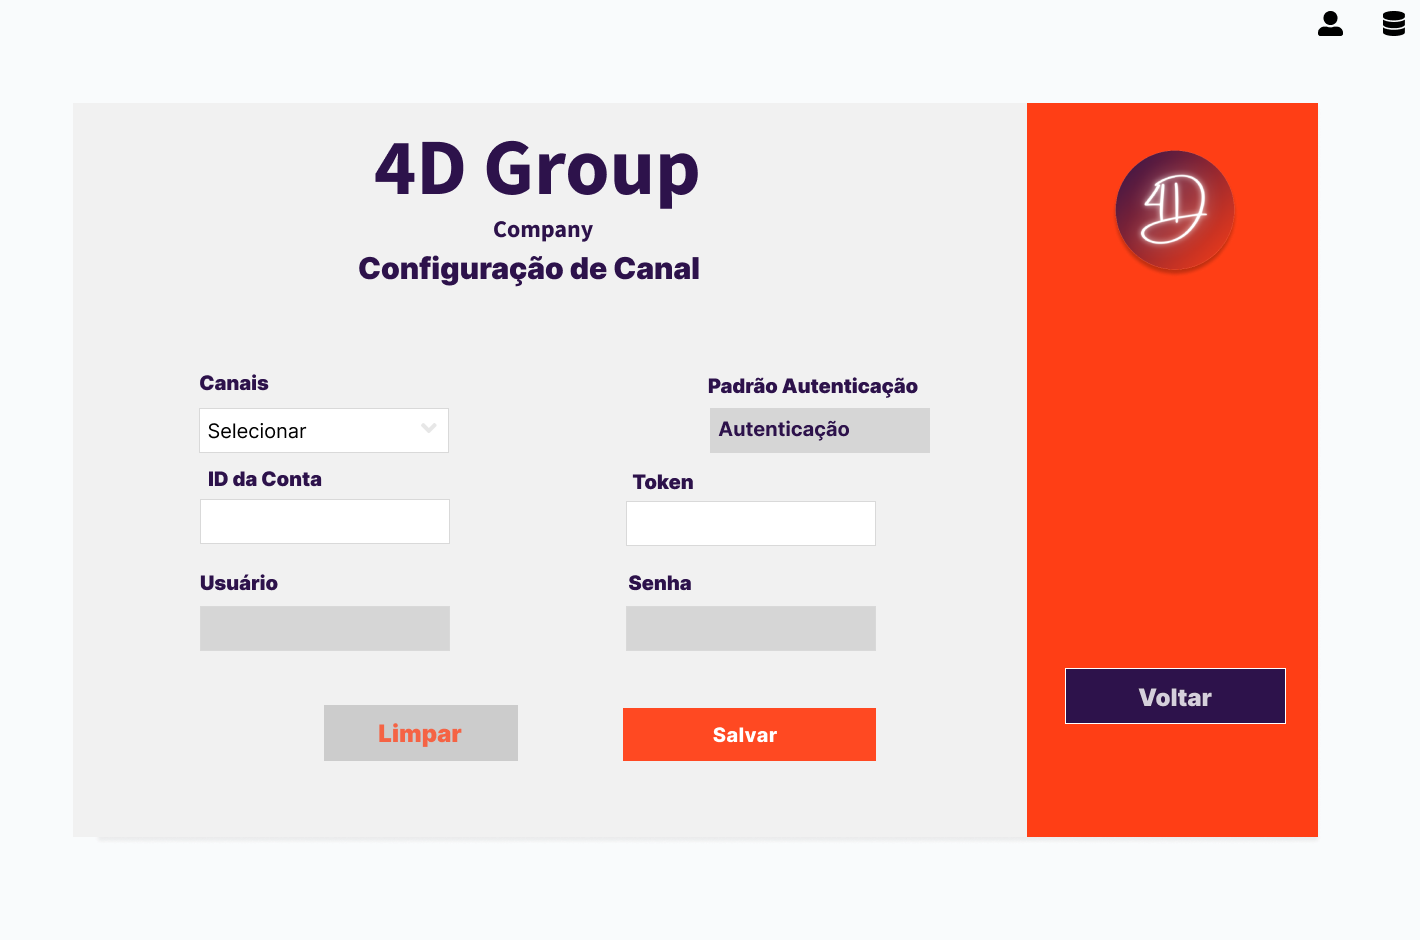 4D Group
Company
Configuração de Canal
4D
Canais
Padrão Autenticação
Selecionar
Autenticação
ID da Conta
Token
Usuário
Senha
Limpar
Salvar
Voltar